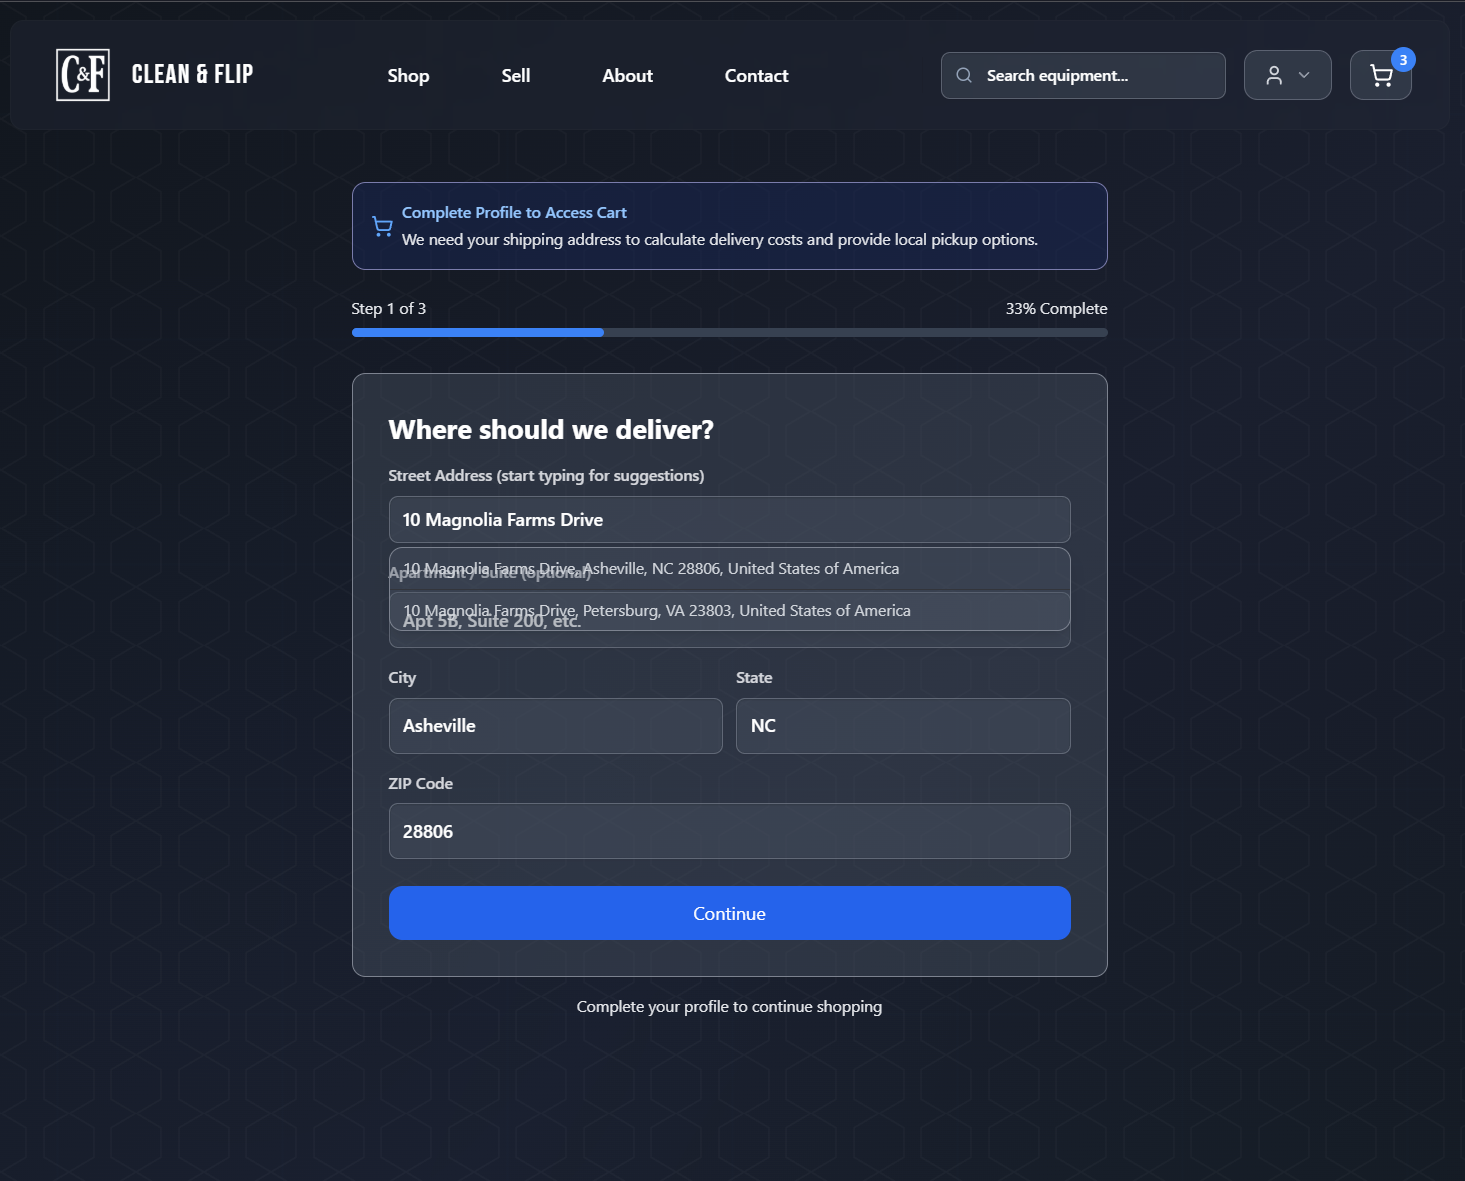 C&F CLEAN & FLIP Shop Sell About Contact Search equipment... 3
Complete Profile to Access Cart
We need your shipping address to calculate delivery costs and provide local pickup options.
Step 1 of 3 33% Complete
Where should we deliver?
Street Address (start typing for suggestions)
10 Magnolia Farms Drive
10 Magnolia Farms Drive, Asheville, NC 28806, United States of America
Apartment / Suite (optional)
10 Magnolia Farms Drive, Petersburg, VA 23803, United States of America
Apt 5B, Suite 200, etc.
City State
Asheville NC
ZIP Code
28806
Continue
Complete your profile to continue shopping